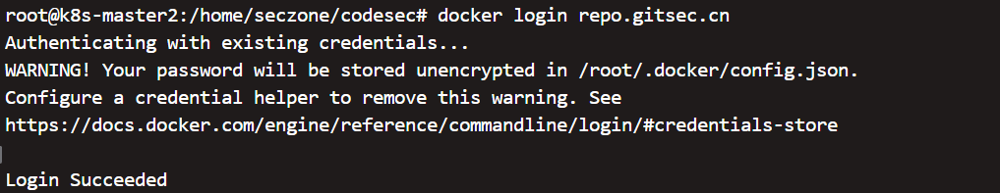 root@k8s-master2:/home/seczone/codesec# docker login repo.gitsec.cn
Authenticating with existing credentials...
WARNING! Your password will be stored unencrypted in /root/.docker/config.json.
Configure a credential helper to remove this warning. See
https://docs.docker.com/engine/reference/commandline/login/#credentials-store
Login Succeeded